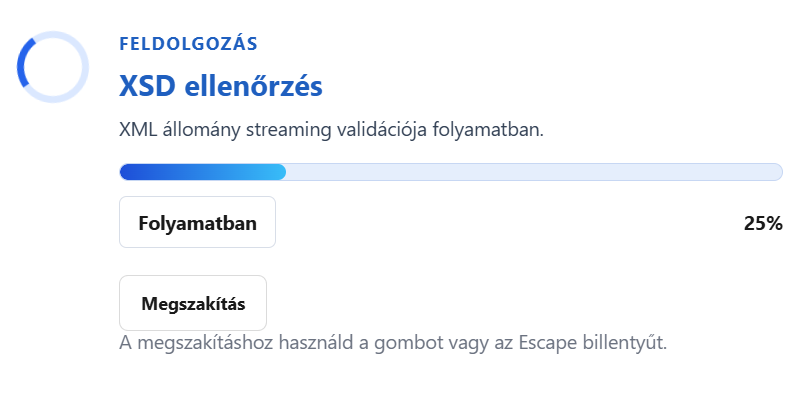 FELDOLGOZÁS
XSD ellenőrzés
XML állomány streaming validációja folyamatban.
Folyamatban
25%
Megszakítás
A megszakításhoz használd a gombot vagy az Escape billentyűt.